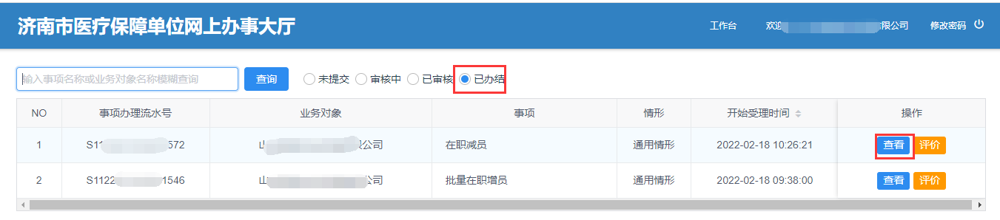 济南市医疗保障单位网上办事大厅
工作台 欢迎 限公司 修改密码
输入事项名称或业务对象名称模糊查询 查询 未提交 审核中 已审核 已办结
NO 事项办理流水号 业务对象 事项 情形 开始受理时间 操作
1 S11 572 山 限公司 在职减员 通用情形 2022-02-18 10:26:21 查看 评价
2 S1122 1546 山 公司 批量在职增员 通用情形 2022-02-18 09:38:00 查看 评价